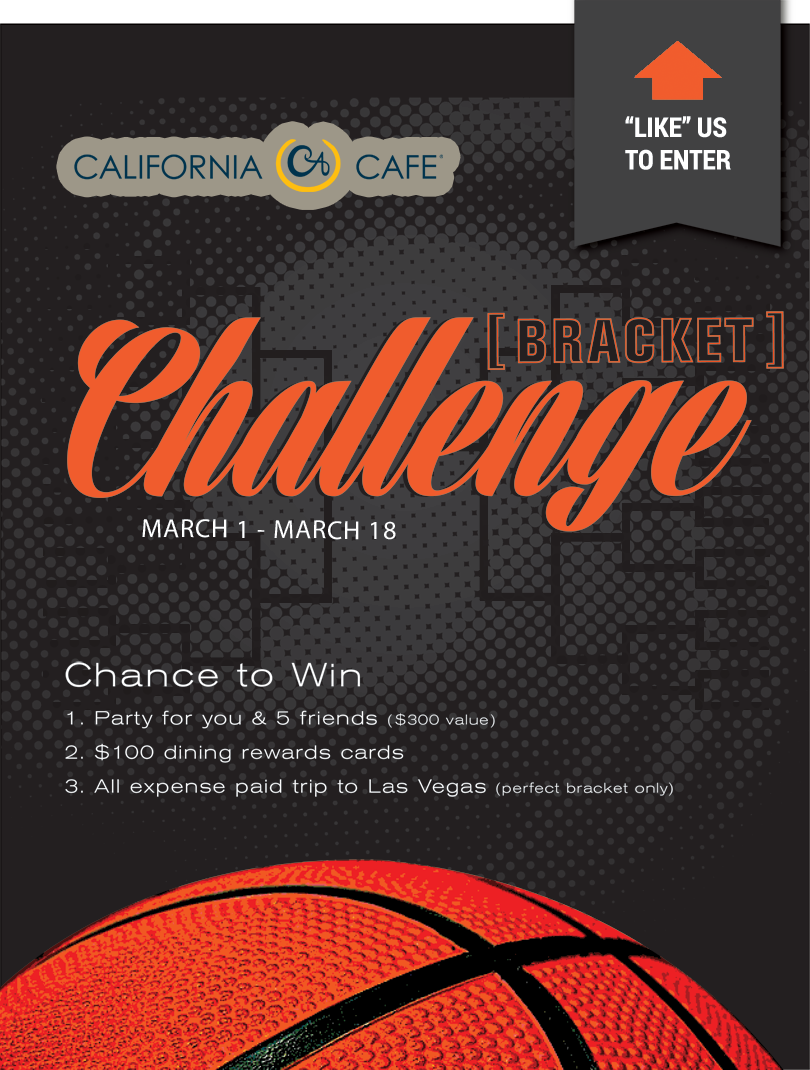 “LIKE” US
TO ENTER
CALIFORNIA CA CAFE®
[ BRACKET ]
Challenge
MARCH 1 - MARCH 18
Chance to Win
1. Party for you & 5 friends ($300 value)
2. $100 dining rewards cards
3. All expense paid trip to Las Vegas (perfect bracket only)